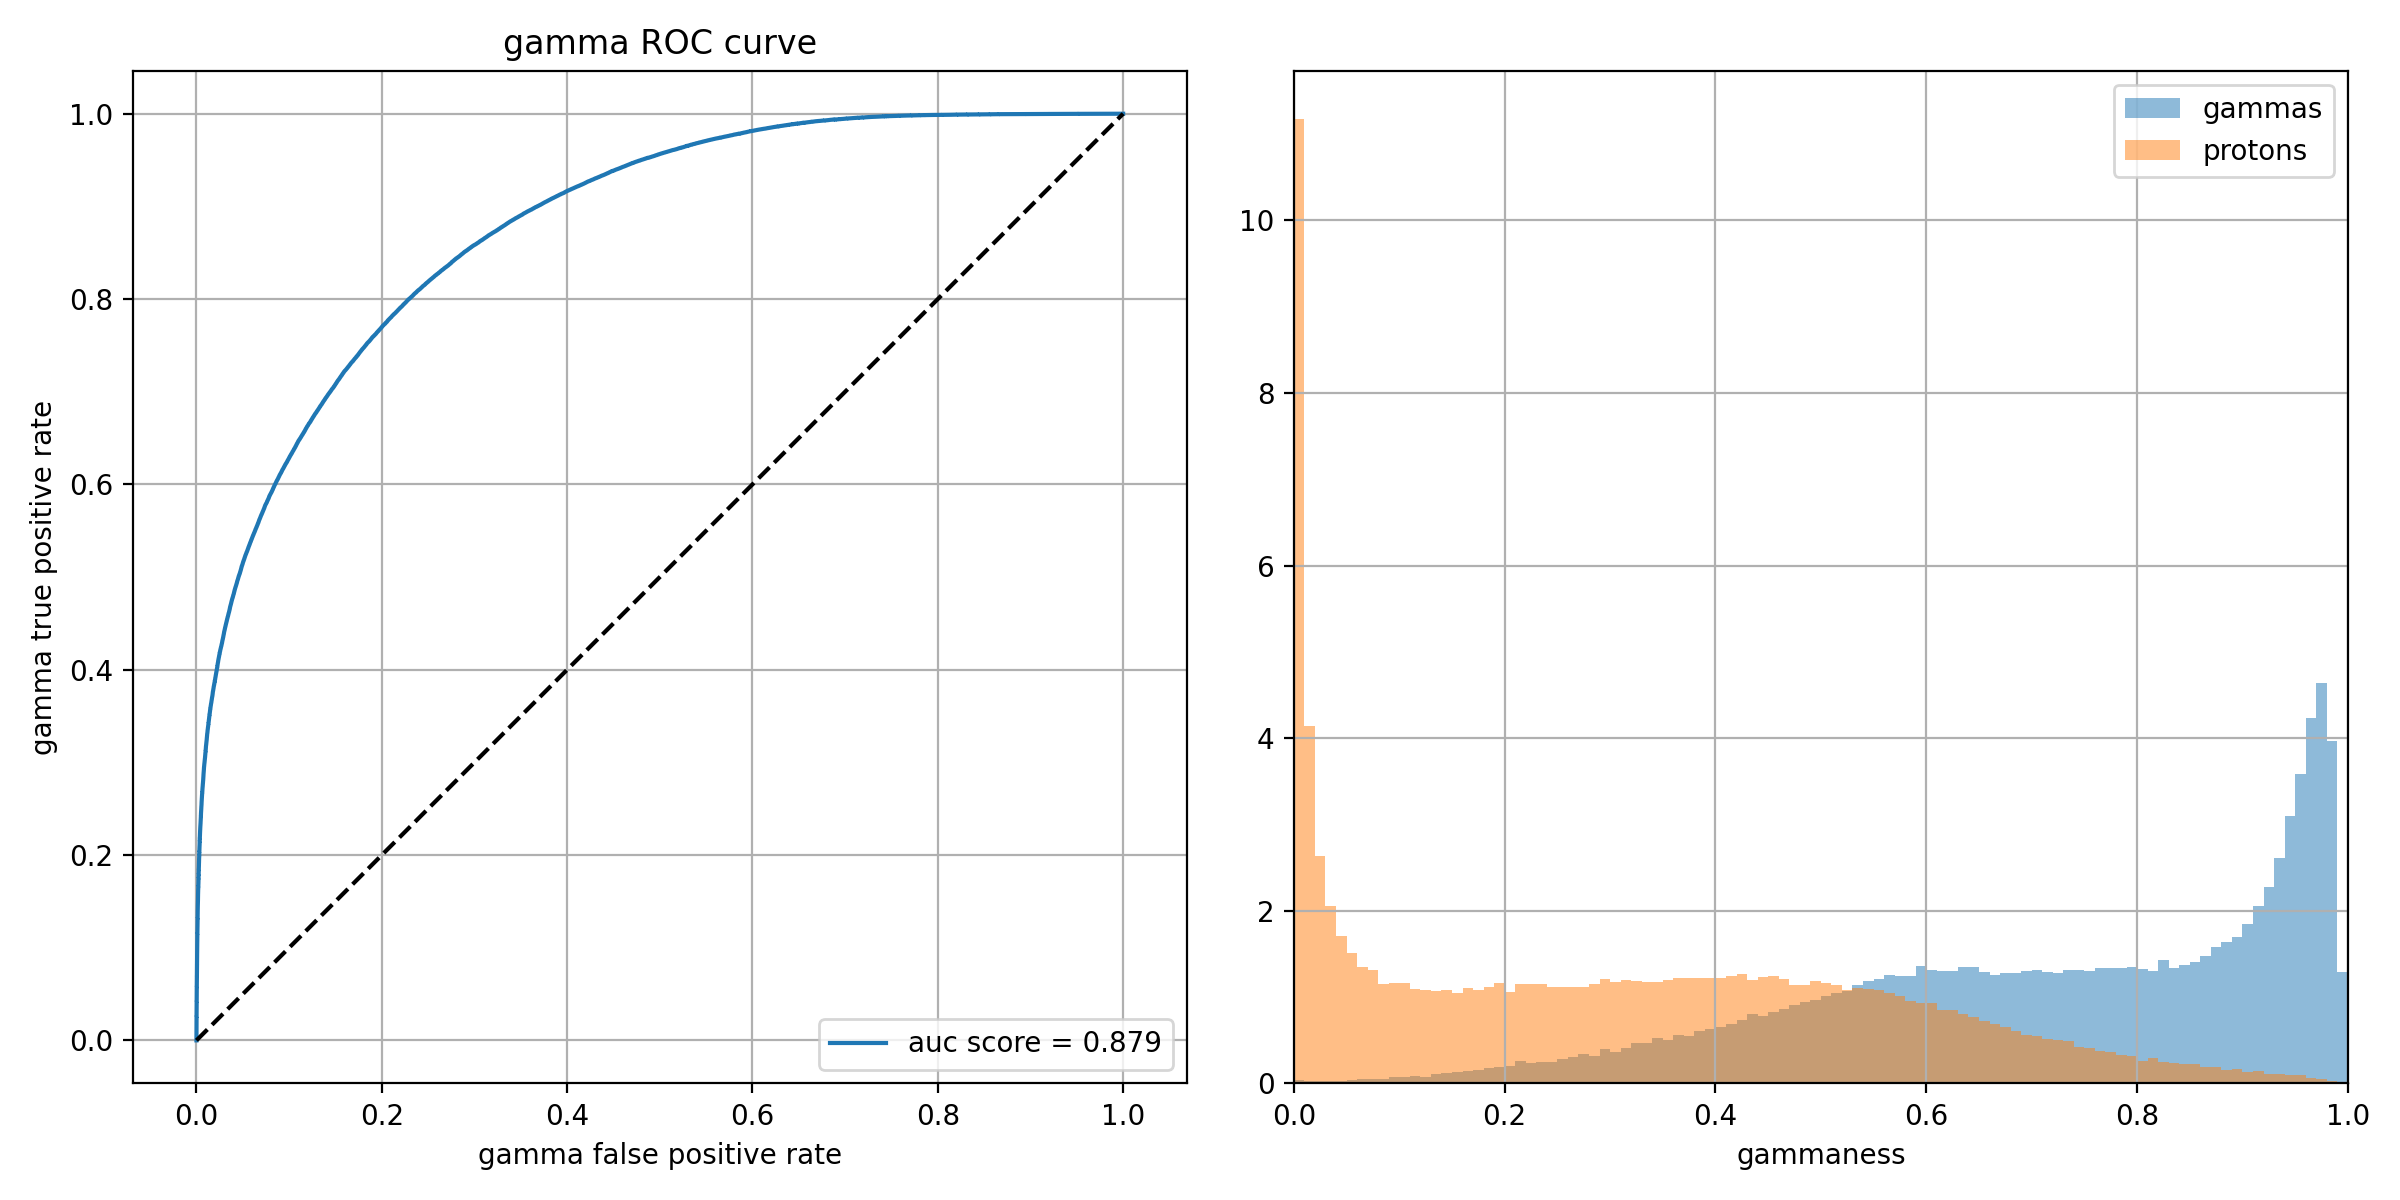 gamma ROC curve
gamma true positive rate
1.0
0.8
0.6
0.4
0.2
0.0
auc score = 0.879
0.0 0.2 0.4 0.6 0.8 1.0
gamma false positive rate
gammas
protons
10
8
6
4
2
0
0.0 0.2 0.4 0.6 0.8 1.0
gammaness